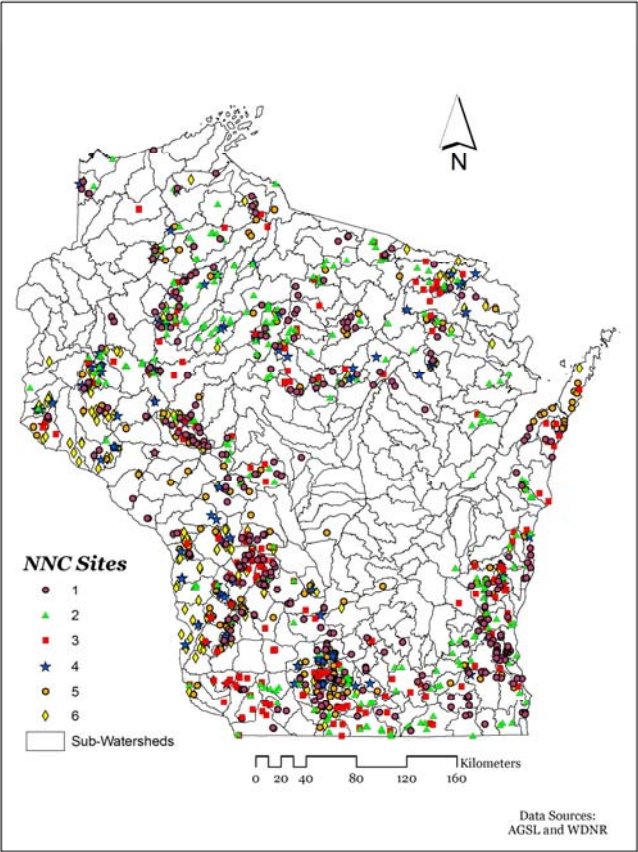 N
NNC Sites
1
2
3
4
5
6
Sub-Watersheds
Kilometers
0 20 40 80 120 160
Data Sources:
AGSL and WDNR